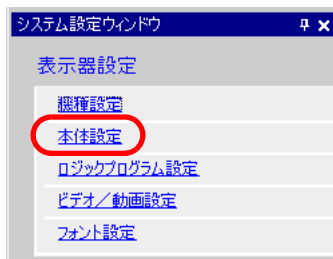 システム設定ウィンドウ
表示器設定
機種設定
本体設定
ロジックプログラム設定
ビデオ／動画設定
フォント設定